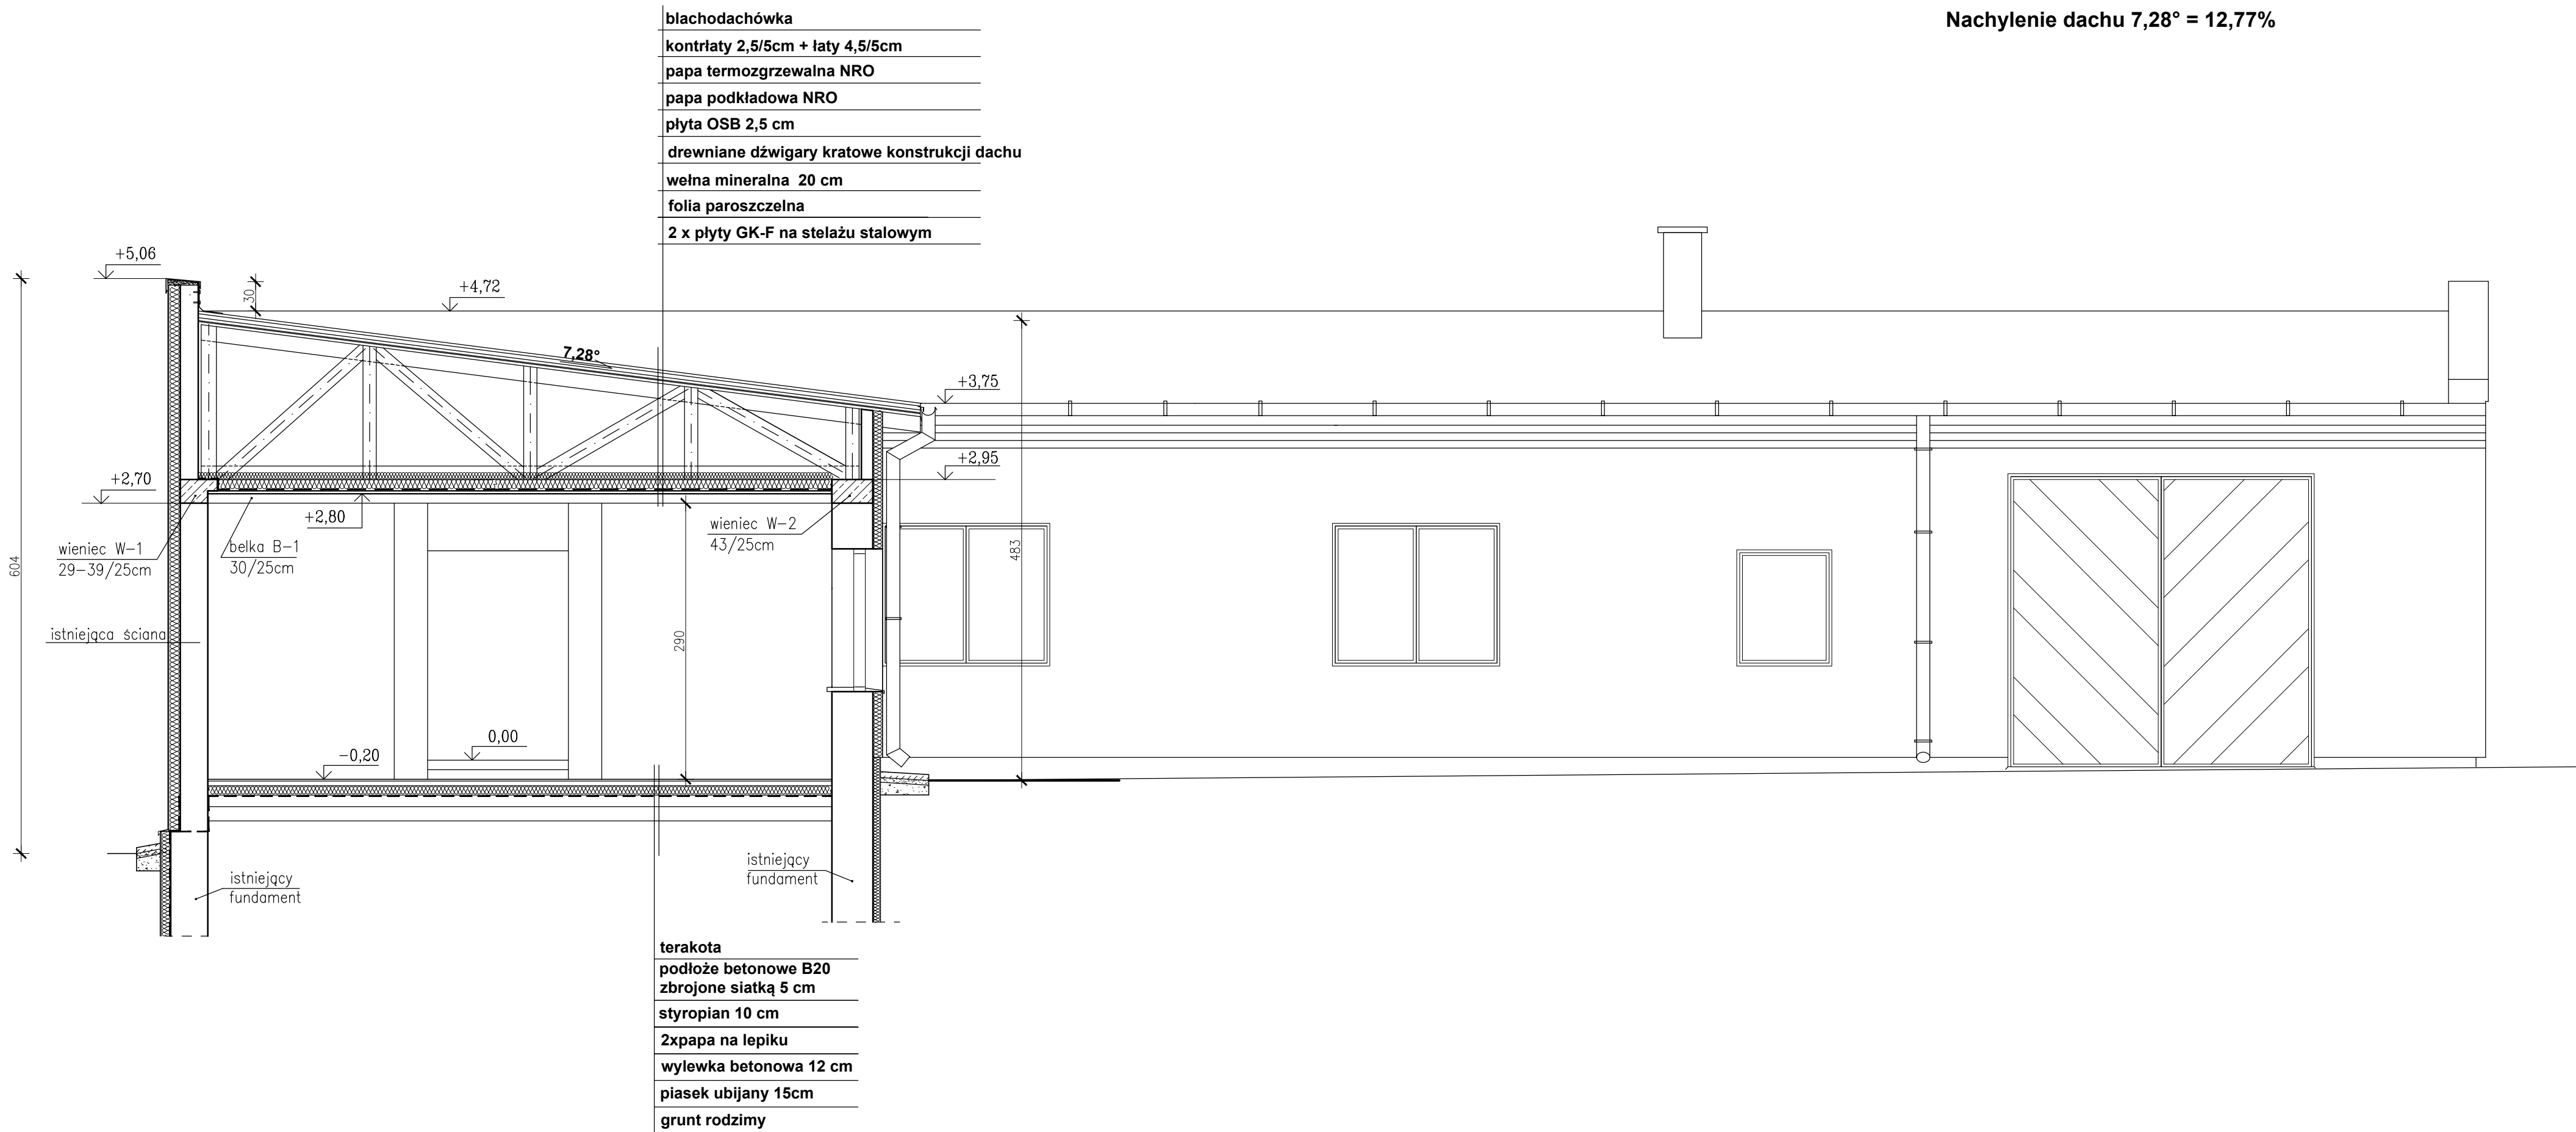 Nachylenie dachu 7,28° = 12,77%
blachodachówka
kontrłaty 2,5/5cm + łaty 4,5/5cm
papa termozgrzewalna NRO
papa podkładowa NRO
płyta OSB 2,5 cm
drewniane dźwigary kratowe konstrukcji dachu
wełna mineralna 20 cm
folia paroszczelna
2 x płyty GK-F na stelażu stalowym
+5,06
30
+4,72
7,28°
+3,75
+2,95
+2,70
+2,80
wieniec W-1
29-39/25cm
belka B-1
30/25cm
wieniec W-2
43/25cm
604
483
290
istniejąca ściana
0,00
-0,20
istniejący
fundament
istniejący
fundament
terakota
podłoże betonowe B20
zbrojone siatką 5 cm
styropian 10 cm
2xpapa na lepiku
wylewka betonowa 12 cm
piasek ubijany 15cm
grunt rodzimy